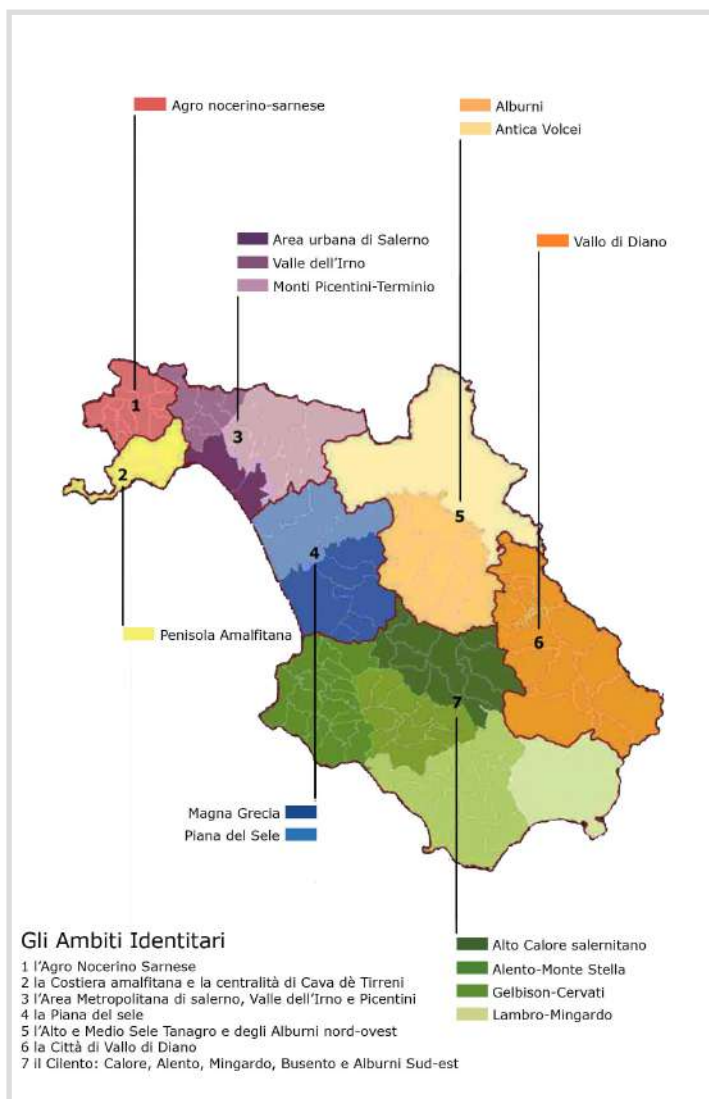 Agro nocerino-sarnese
Alburni
Antica Volcei
Area urbana di Salerno
Valle dell'Irno
Monti Picentini-Terminio
Vallo di Diano
1
2
3
4
5
6
7
Penisola Amalfitana
Magna Grecia
Piana del Sele
Alto Calore salernitano
Alento-Monte Stella
Gelbison-Cervati
Lambro-Mingardo
Gli Ambiti Identitari
1 l'Agro Nocerino Sarnese
2 la Costiera amalfitana e la centralità di Cava dè Tirreni
3 l'Area Metropolitana di salerno, Valle dell'Irno e Picentini
4 la Piana del sele
5 l'Alto e Medio Sele Tanagro e degli Alburni nord-ovest
6 la Città di Vallo di Diano
7 il Cilento: Calore, Alento, Mingardo, Busento e Alburni Sud-est